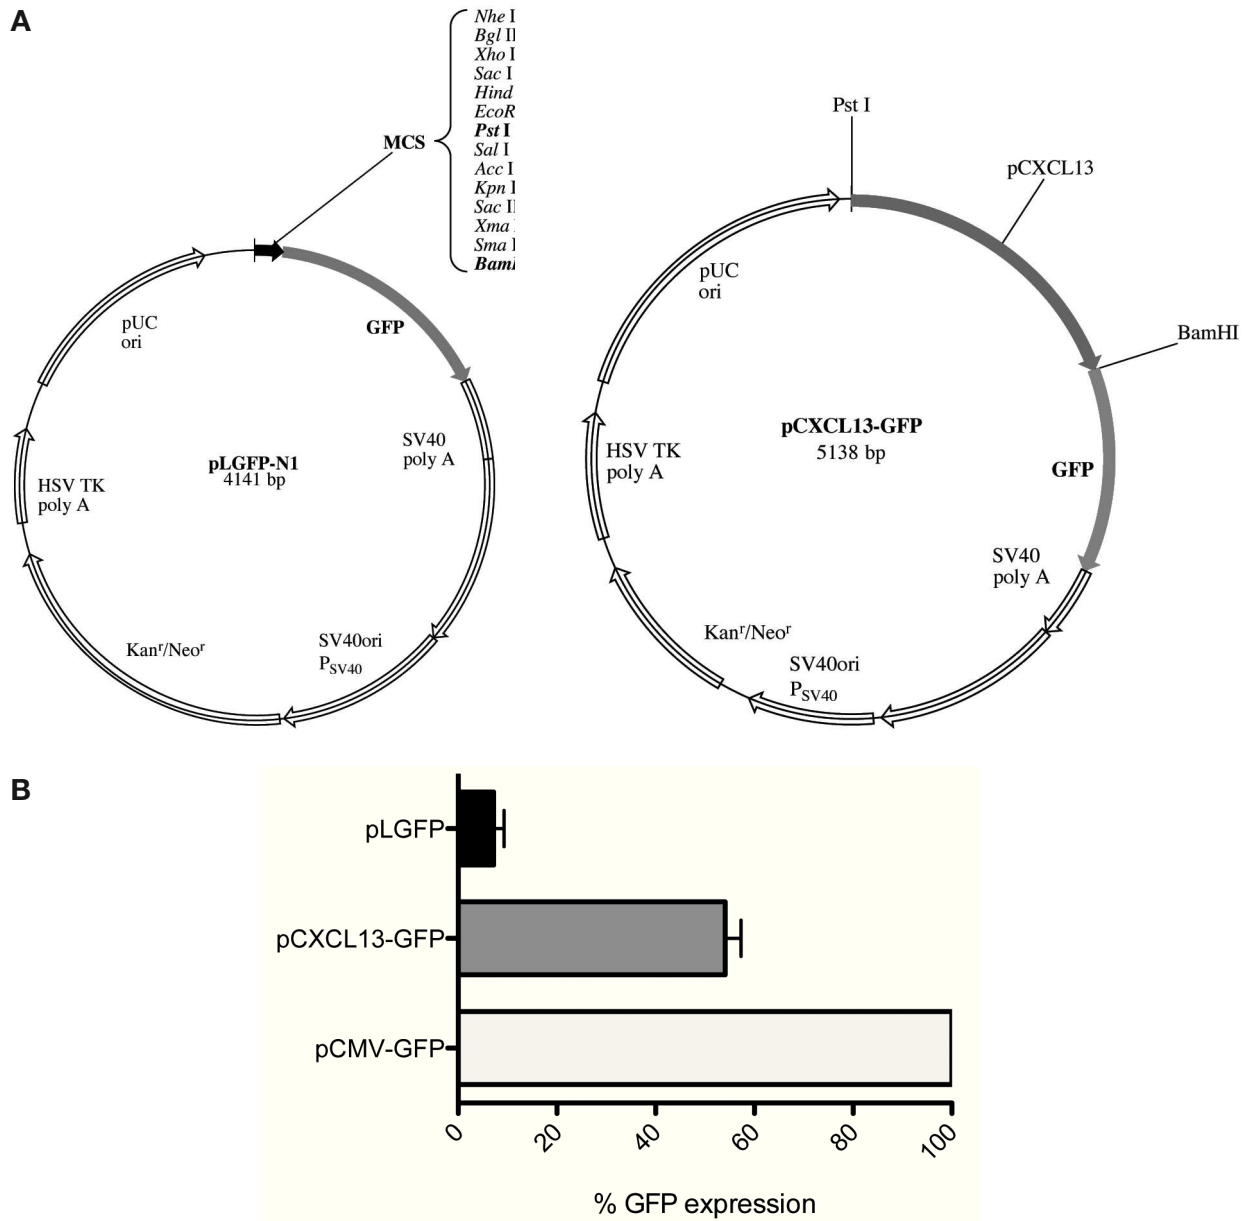 A
Nhe I
Bgl II
Xho I
Sac I
Hind
EcoR
Pst I
Sal I
Acc I
Kpn I
Sac II
Xma
Sma I
BamI
MCS
GFP
pUC
ori
SV40
poly A
pLGFP-N1
4141 bp
HSV TK
poly A
Kanr/Neor
SV40ori
PSV40
Pst I
pCXCL13
BamHI
pUC
ori
pCXCL13-GFP
5138 bp
HSV TK
poly A
GFP
SV40
poly A
Kanr/Neor
SV40ori
PSV40
B
pLGFP
pCXCL13-GFP
pCMV-GFP
0 20 40 60 80 100
% GFP expression